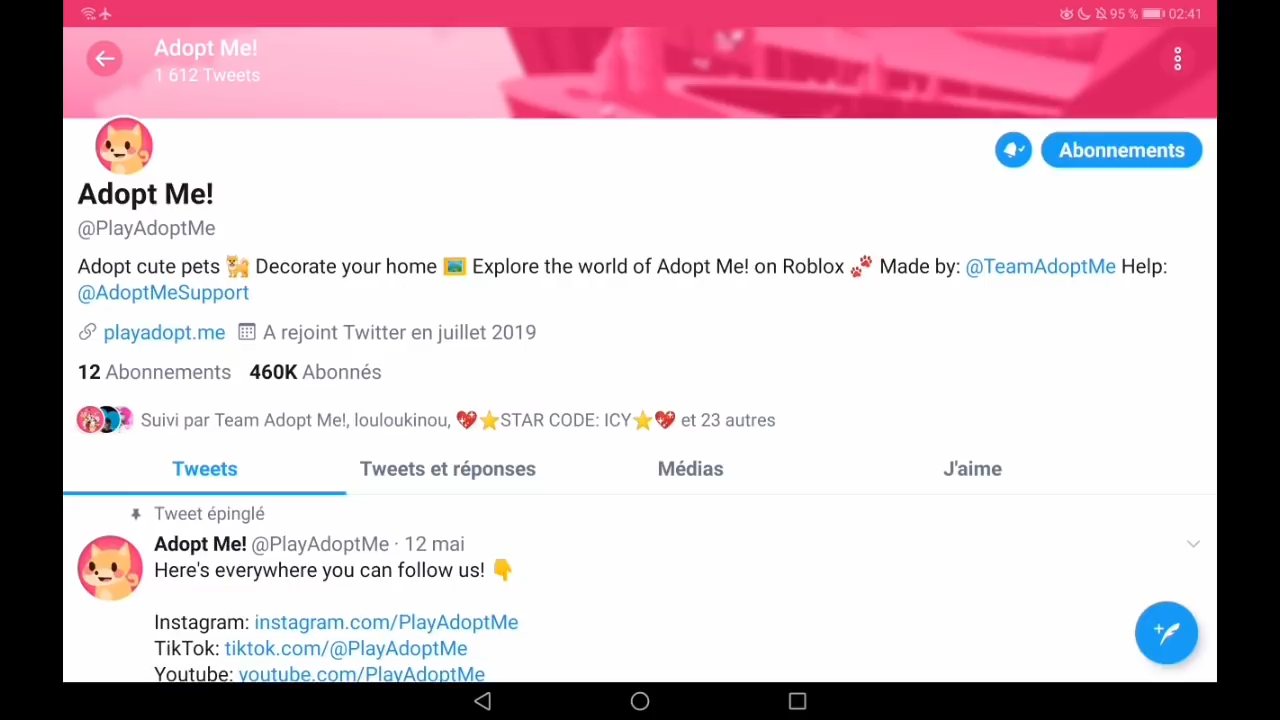 95 % 02:41
Adopt Me!
1 612 Tweets
Abonnements
Adopt Me!
@PlayAdoptMe
Adopt cute pets 🐕 Decorate your home 🖼️ Explore the world of Adopt Me! on Roblox 🐾 Made by: @TeamAdoptMe Help:
@AdoptMeSupport
playadopt.me A rejoint Twitter en juillet 2019
12 Abonnements 460K Abonnés
Suivi par Team Adopt Me!, louloukinou, 💖⭐STAR CODE: ICY⭐💖 et 23 autres
Tweets Tweets et réponses Médias J'aime
Tweet épinglé
Adopt Me! @PlayAdoptMe · 12 mai
Here's everywhere you can follow us! 👇
Instagram: instagram.com/PlayAdoptMe
TikTok: tiktok.com/@PlayAdoptMe
Youtube: youtube.com/PlayAdoptMe